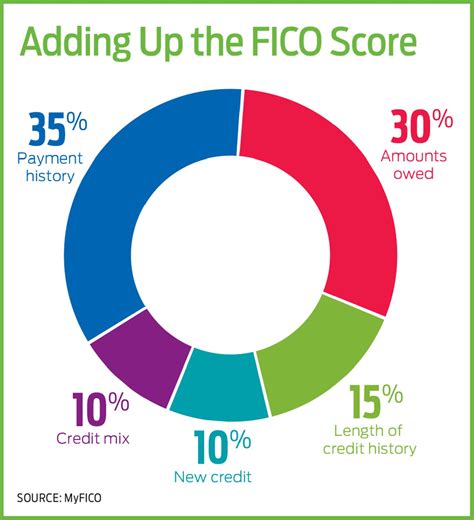 Adding Up the FICO Score
35%
Payment
history
30%
Amounts
owed
15%
Length of
credit history
10%
New credit
10%
Credit mix
SOURCE: MyFICO